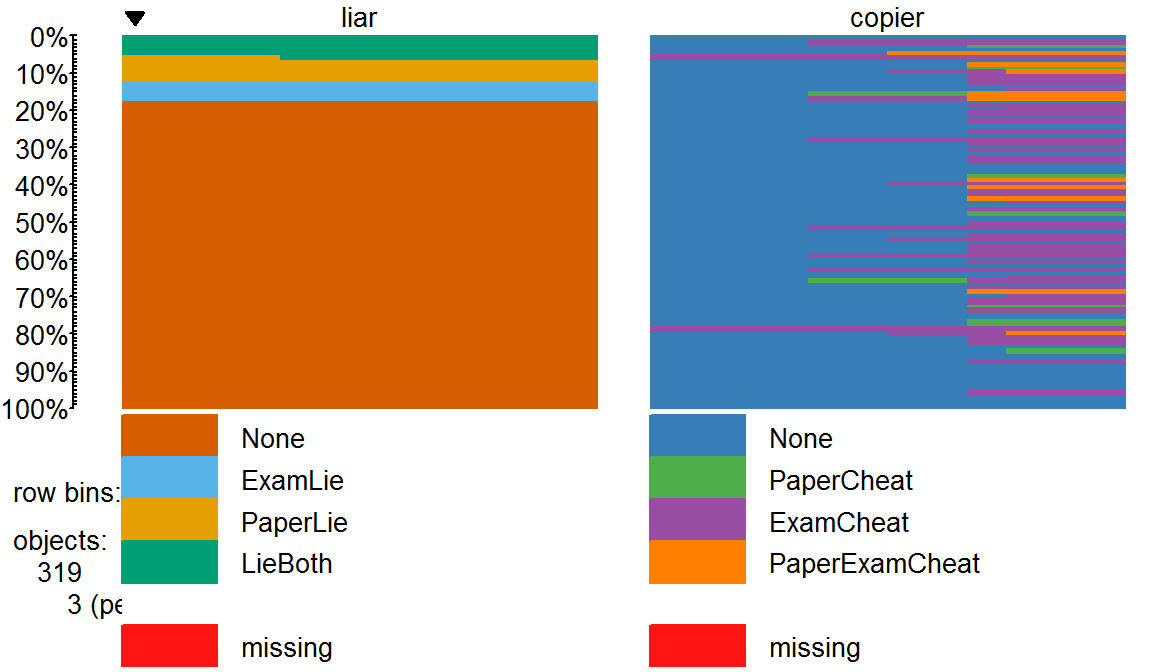 liar
copier
0%
10%
20%
30%
40%
50%
60%
70%
80%
90%
100%
row bins:
objects:
319
3 (pe
None
ExamLie
PaperLie
LieBoth
missing
None
PaperCheat
ExamCheat
PaperExamCheat
missing